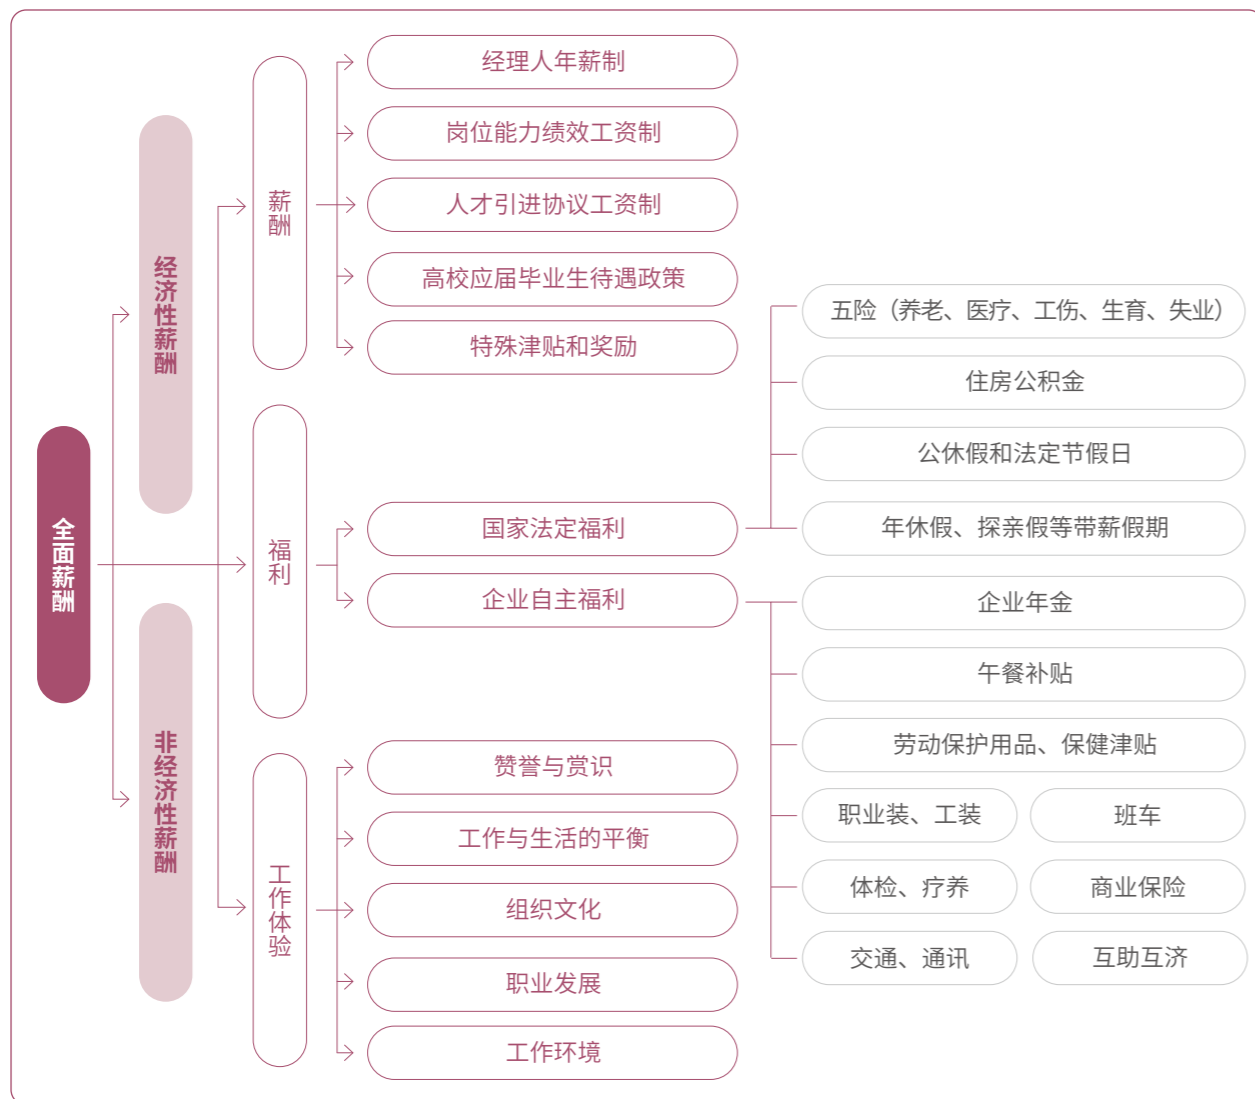 全面薪酬
经济性薪酬
非经济性薪酬
薪酬
经理人年薪制
岗位能力绩效工资制
人才引进协议工资制
高校应届毕业生待遇政策
特殊津贴和奖励
福利
国家法定福利
五险（养老、医疗、工伤、生育、失业）
住房公积金
公休假和法定节假日
年休假、探亲假等带薪假期
企业自主福利
企业年金
午餐补贴
劳动保护用品、保健津贴
职业装、工装
班车
体检、疗养
商业保险
交通、通讯
互助互济
工作体验
赞誉与赏识
工作与生活的平衡
组织文化
职业发展
工作环境